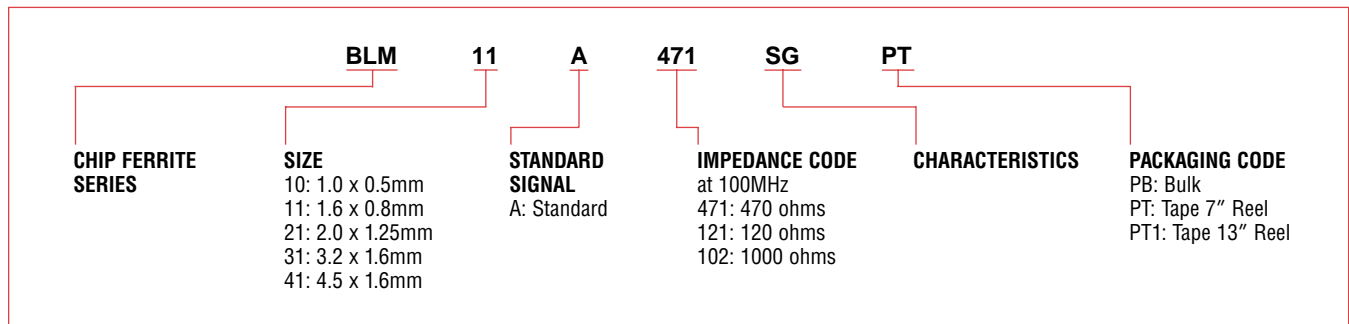 BLM 11 A 471 SG PT
CHIP FERRITE
SERIES
SIZE
10: 1.0 x 0.5mm
11: 1.6 x 0.8mm
21: 2.0 x 1.25mm
31: 3.2 x 1.6mm
41: 4.5 x 1.6mm
STANDARD
SIGNAL
A: Standard
IMPEDANCE CODE
at 100MHz
471: 470 ohms
121: 120 ohms
102: 1000 ohms
CHARACTERISTICS
PACKAGING CODE
PB: Bulk
PT: Tape 7″ Reel
PT1: Tape 13″ Reel